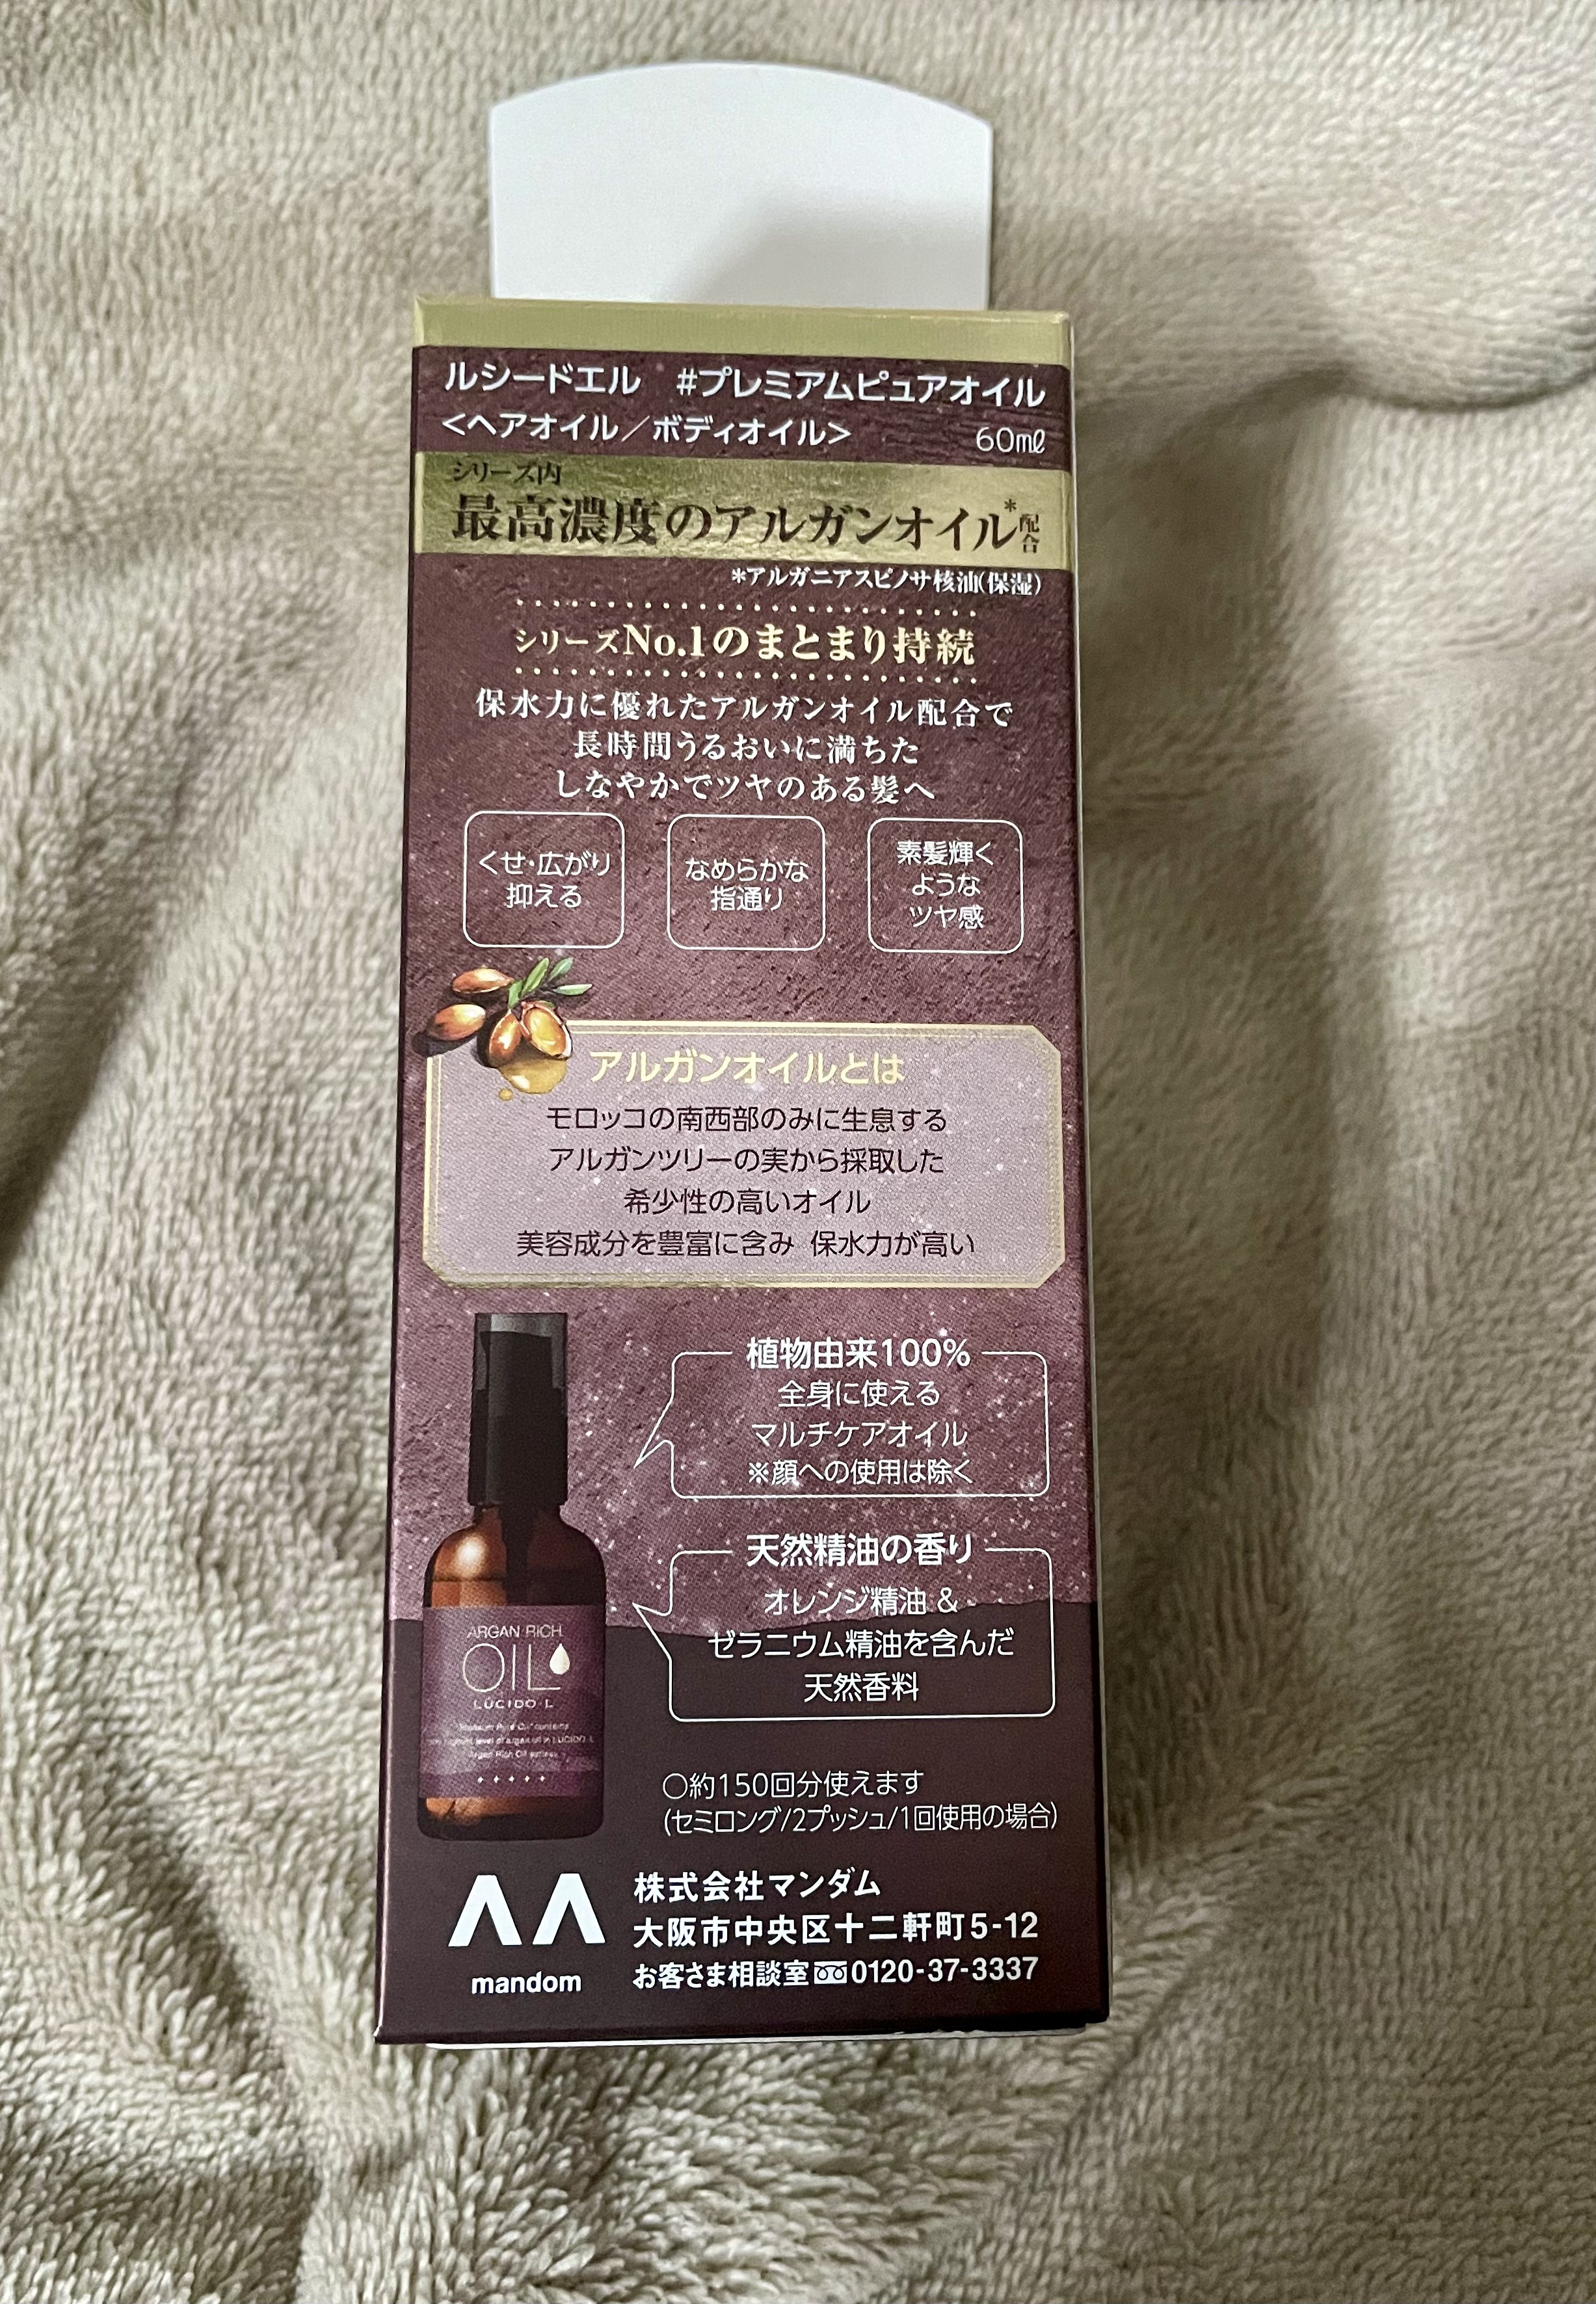 ルシードエル #プレミアムピュアオイル
<ヘアオイル／ボディオイル> 60ml
シリーズ内
最高濃度のアルガンオイル*配合
*アルガニアスピノサ核油(保湿)
シリーズNo.1のまとまり持続
保水力に優れたアルガンオイル配合で
長時間うるおいに満ちた
しなやかでツヤのある髪へ
くせ・広がり
抑える
なめらかな
指通り
素髪輝く
ような
ツヤ感
アルガンオイルとは
モロッコの南西部のみに生息する
アルガンツリーの実から採取した
希少性の高いオイル
美容成分を豊富に含み 保水力が高い
植物由来100%
全身に使える
マルチケアオイル
※顔への使用は除く
天然精油の香り
オレンジ精油 &
ゼラニウム精油を含んだ
天然香料
ARGAN RICH
OIL
LÚCIDO-L
Argan Rich Oil series
○約150回分使えます
(セミロング/2プッシュ/1回使用の場合)
mandom
株式会社マンダム
大阪市中央区十二軒町5-12
お客さま相談室 0120-37-3337